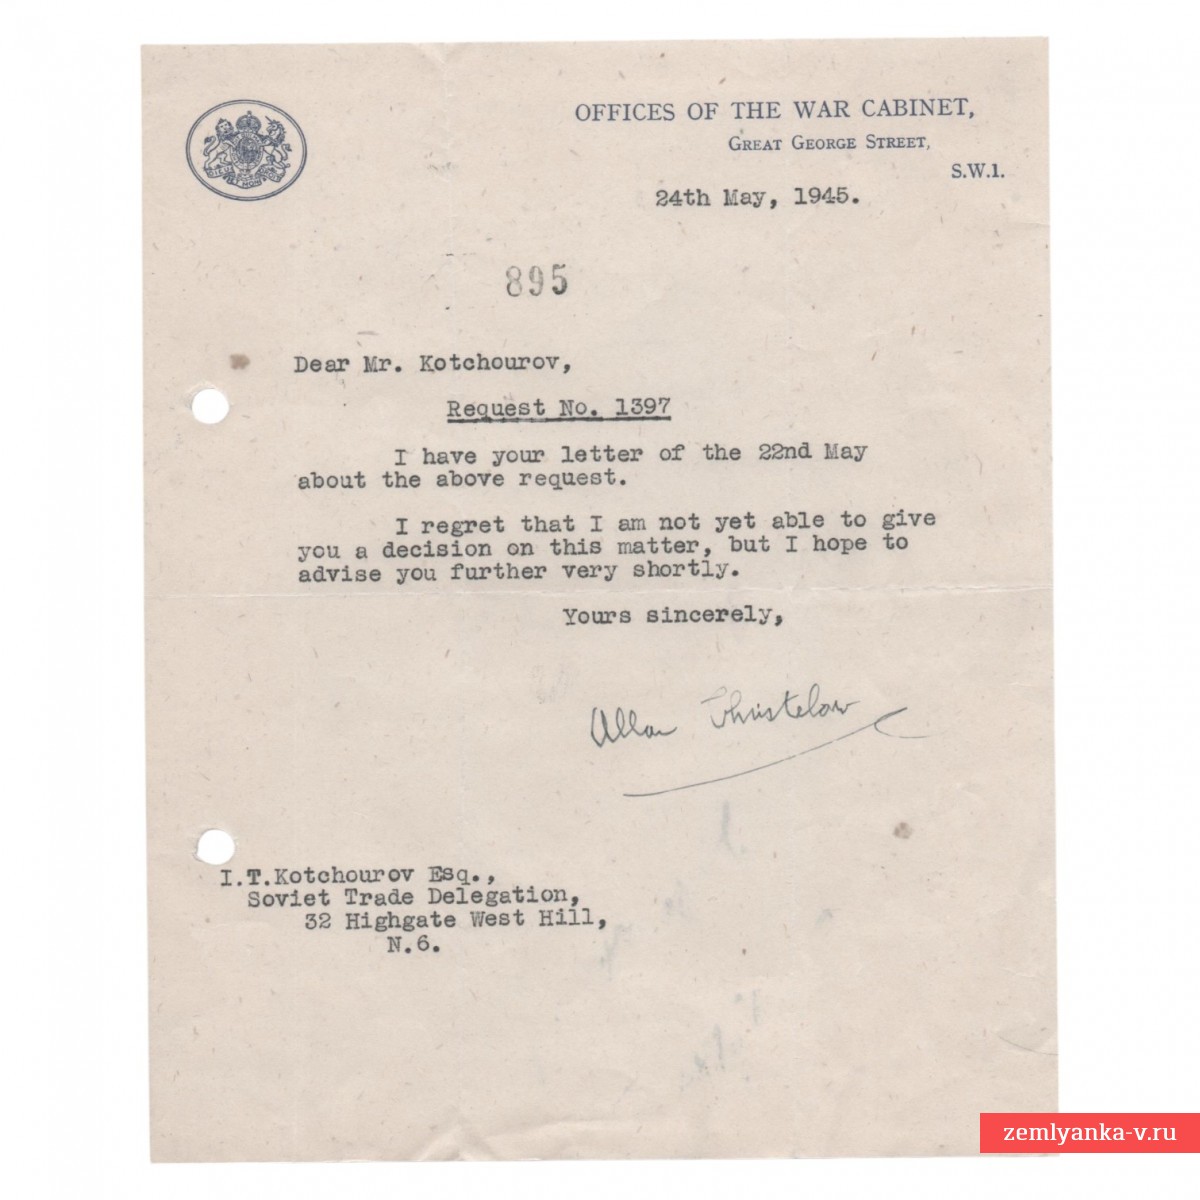 OFFICES OF THE WAR CABINET,
GREAT GEORGE STREET,
S.W.1.
24th May, 1945.
895
Dear Mr. Kotchourov,
Request No. 1397
I have your letter of the 22nd May
about the above request.
I regret that I am not yet able to give
you a decision on this matter, but I hope to
advise you further very shortly.
Yours sincerely,
Allan Christelow
I.T.Kotchourov Esq.,
Soviet Trade Delegation,
32 Highgate West Hill,
N.6.
zemlyanka-v.ru